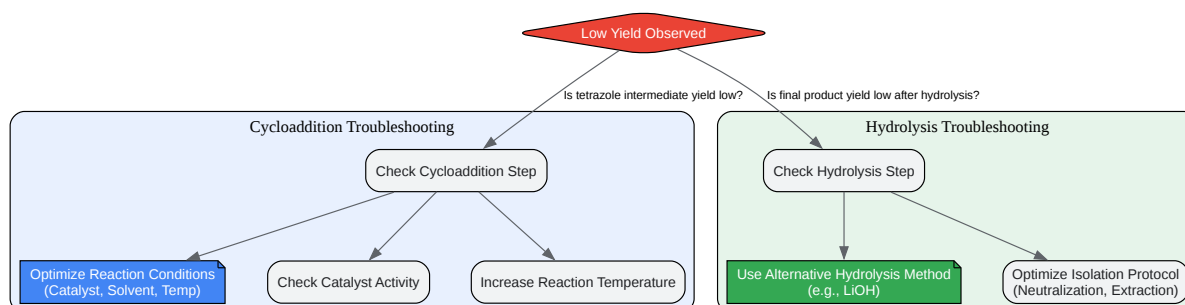 Low Yield Observed
Is tetrazole intermediate yield low?
Is final product yield low after hydrolysis?
Cycloaddition Troubleshooting
Hydrolysis Troubleshooting
Check Cycloaddition Step
Check Hydrolysis Step
Optimize Reaction Conditions
(Catalyst, Solvent, Temp)
Check Catalyst Activity
Increase Reaction Temperature
Use Alternative Hydrolysis Method
(e.g., LiOH)
Optimize Isolation Protocol
(Neutralization, Extraction)